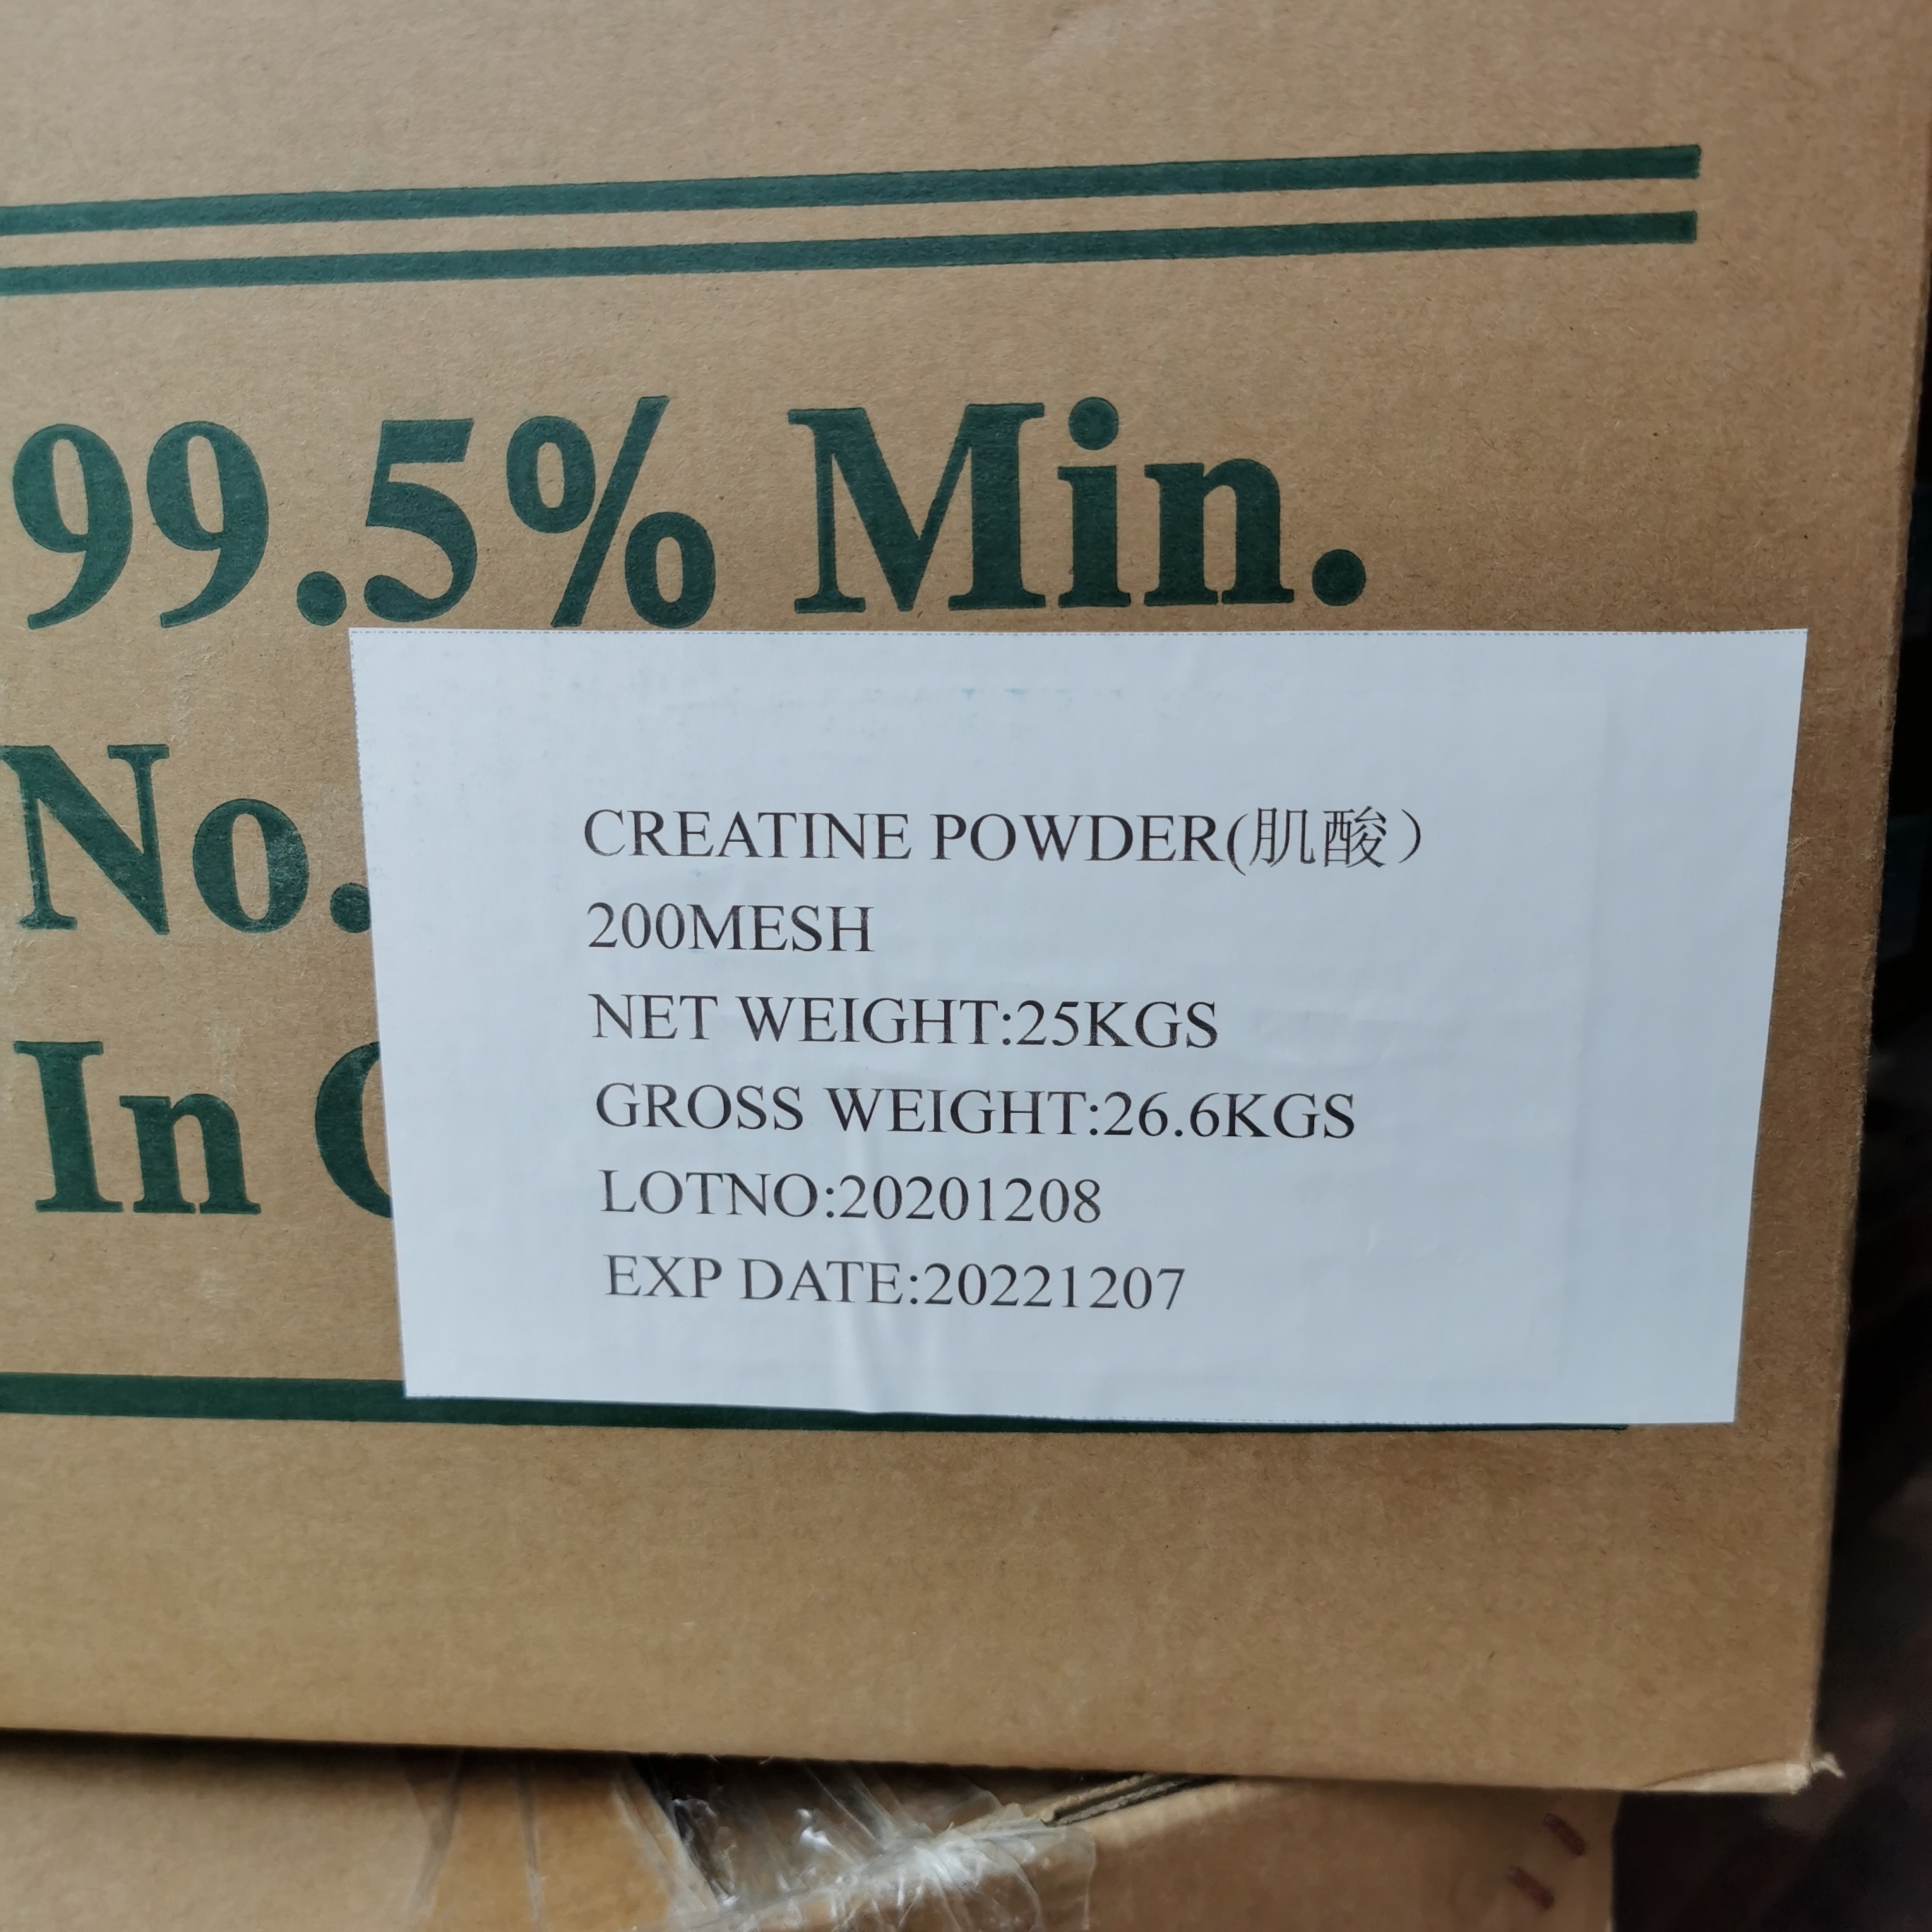 99.5% Min.
No.
In
CREATINE POWDER(肌酸）
200MESH
NET WEIGHT:25KGS
GROSS WEIGHT:26.6KGS
LOTNO:20201208
EXP DATE:20221207